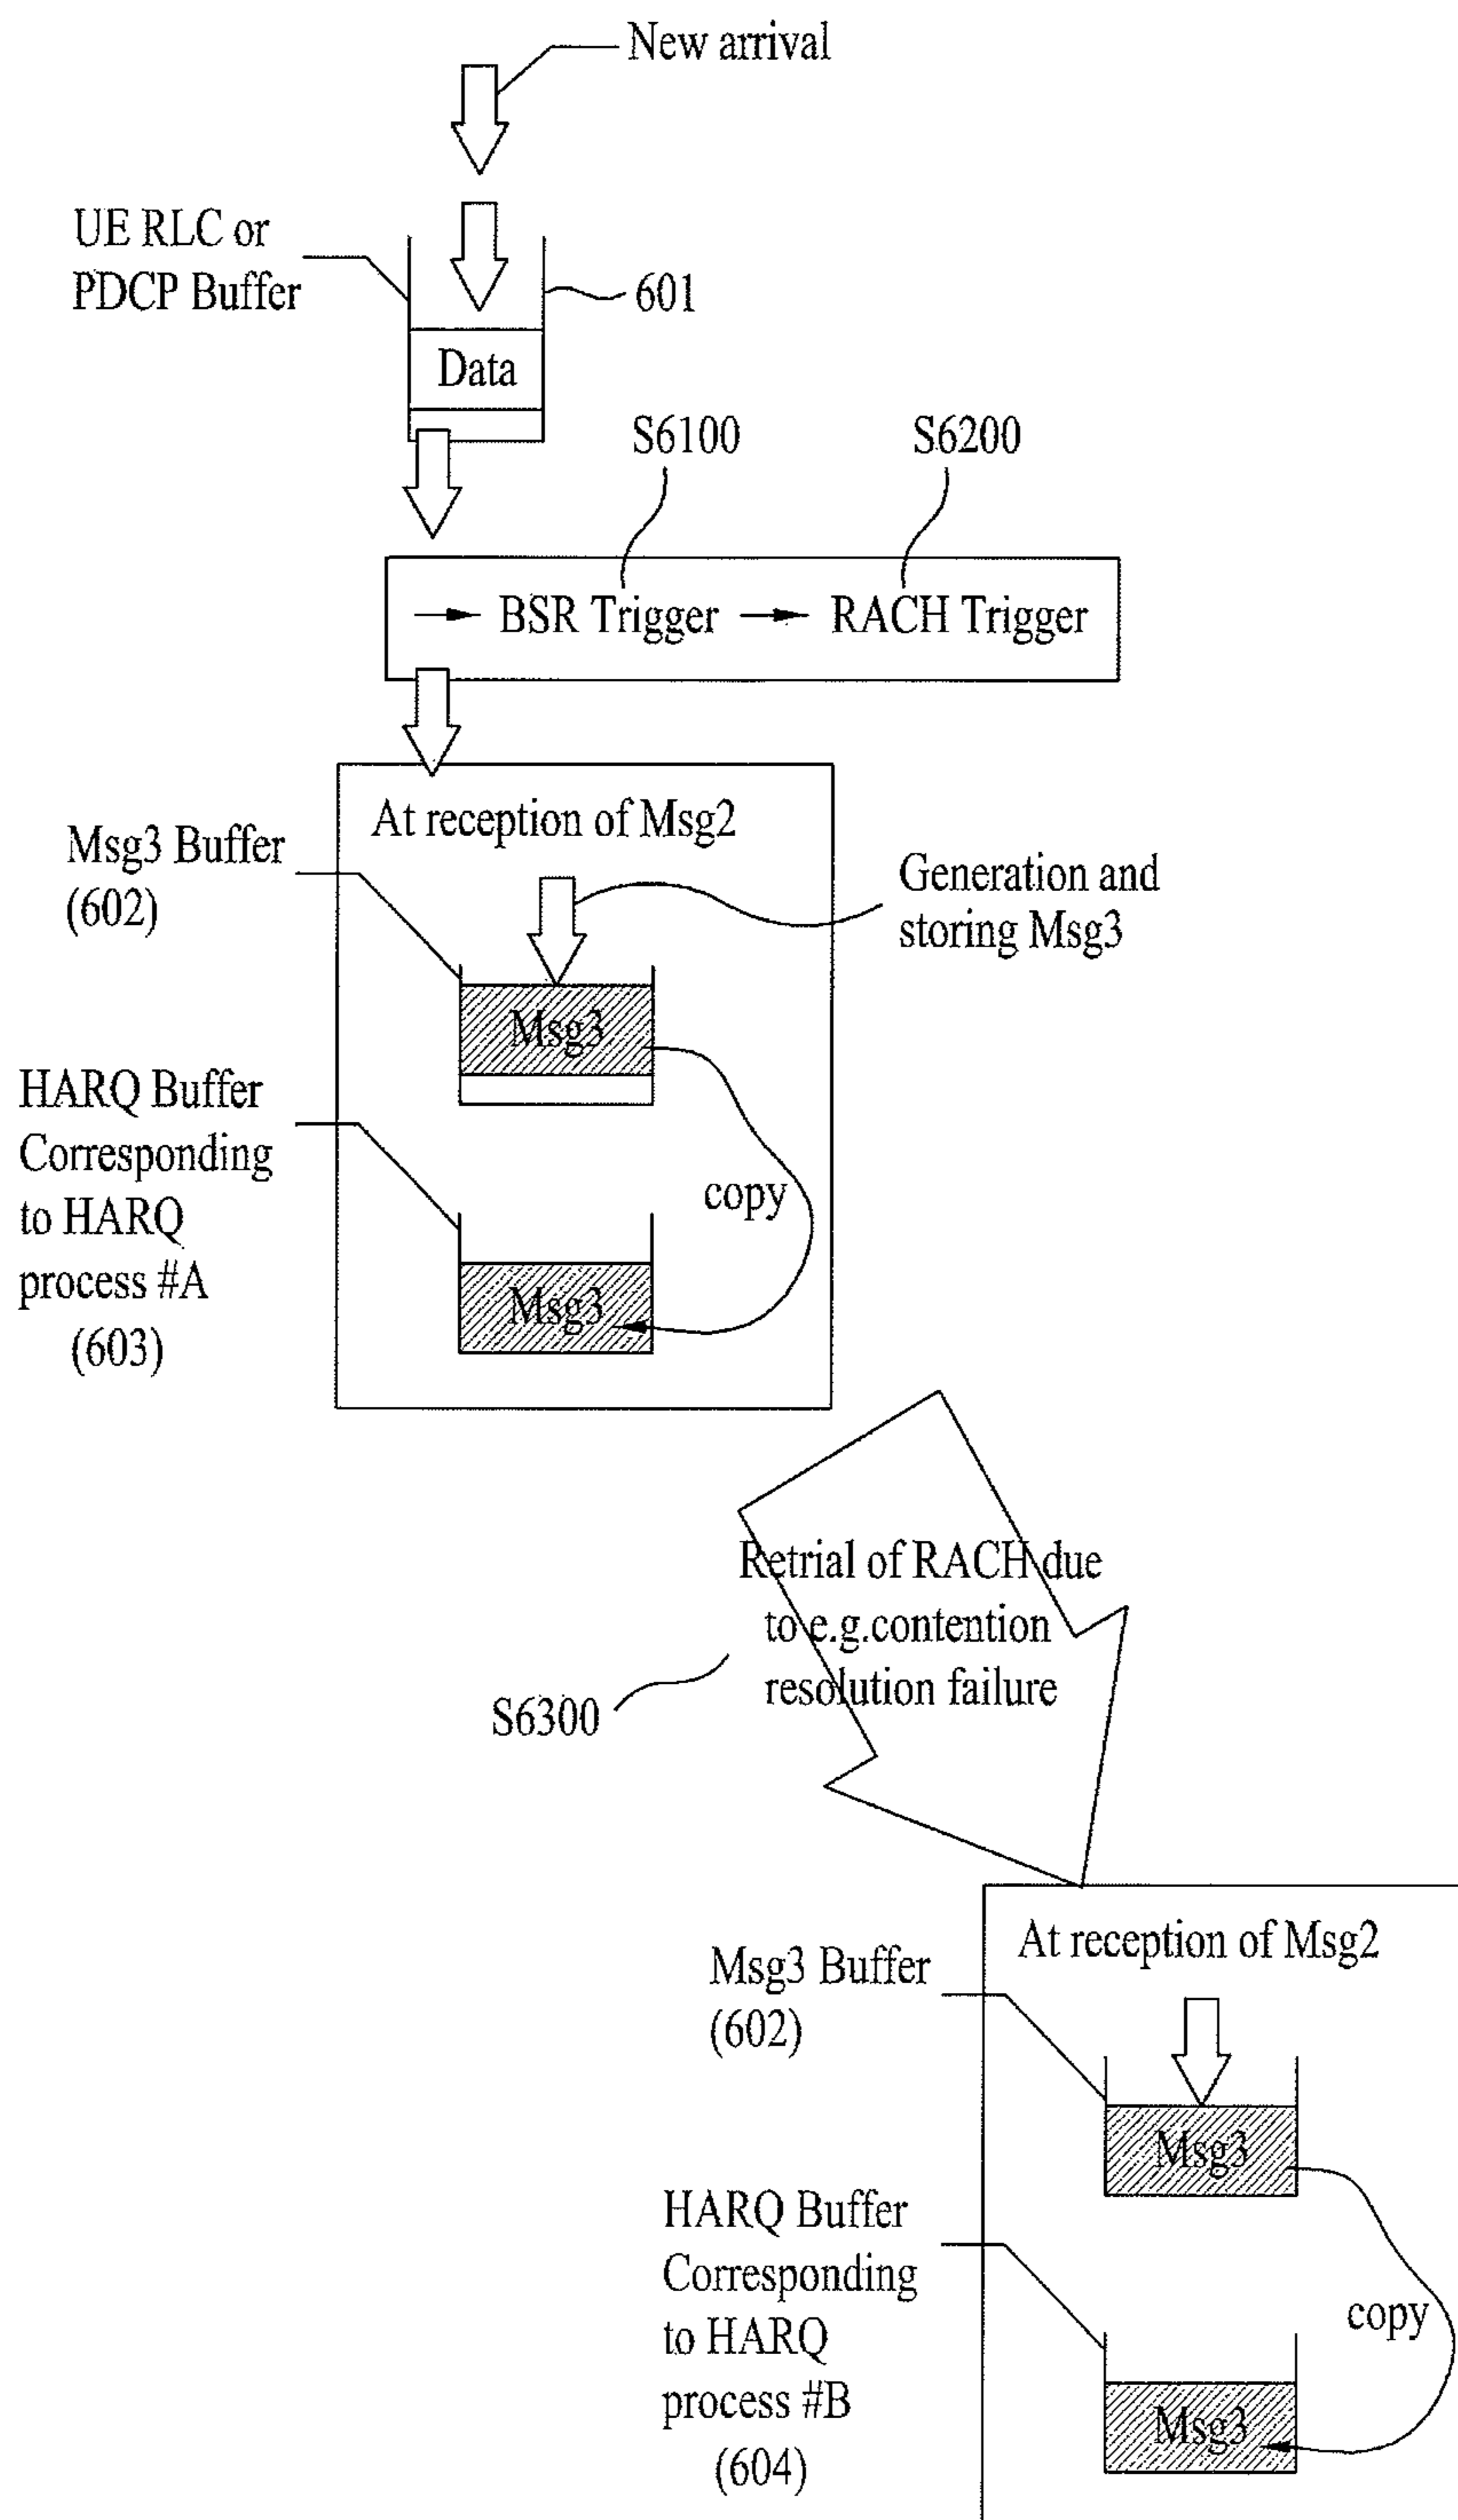 New arrival
UE RLC or
PDCP Buffer
601
Data
S6100
S6200
BSR Trigger
RACH Trigger
At reception of Msg2
Msg3 Buffer
(602)
Generation and
storing Msg3
Msg3
HARQ Buffer
Corresponding
to HARQ
process #A
(603)
copy
Msg3
Retrial of RACH due
to e.g.contention
resolution failure
S6300
At reception of Msg2
Msg3 Buffer
(602)
Msg3
HARQ Buffer
Corresponding
to HARQ
process #B
(604)
copy
Msg3